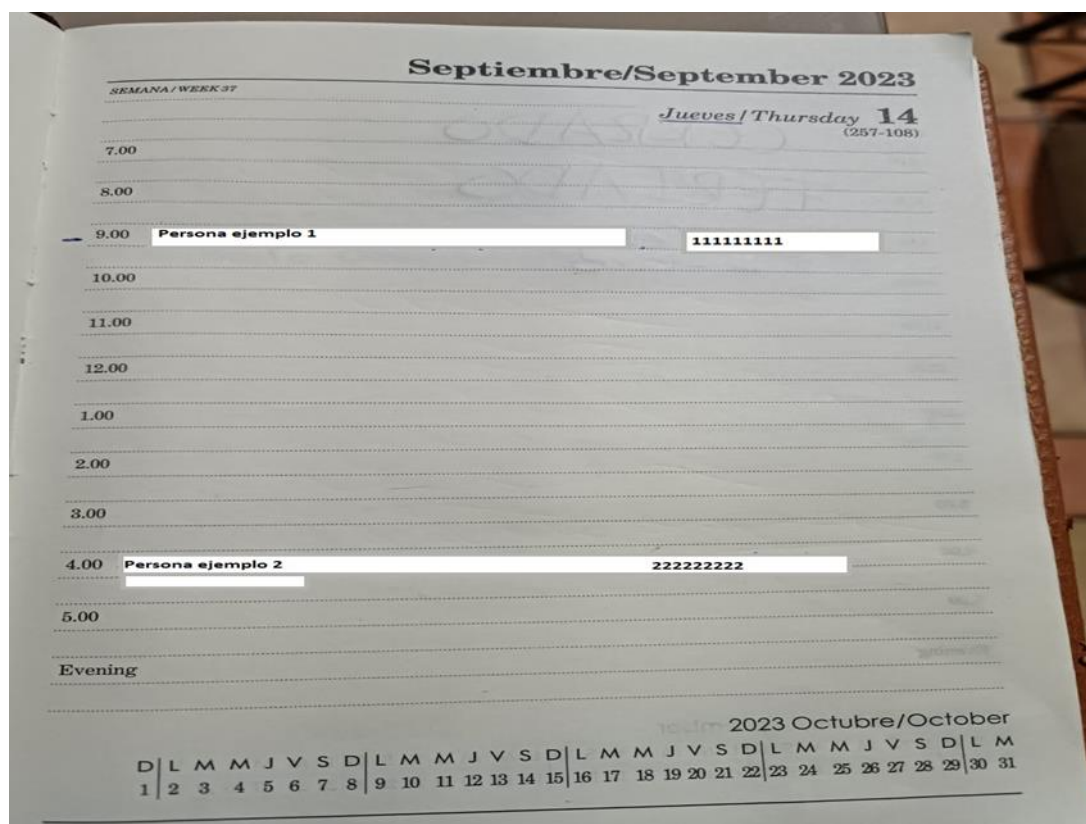 Septiembre/September 2023
SEMANA / WEEK 37
Jueves / Thursday 14
(257-108)
7.00
8.00
9.00 Persona ejemplo 1 111111111
10.00
11.00
12.00
1.00
2.00
3.00
4.00 Persona ejemplo 2 222222222
5.00
Evening
2023 Octubre/October
D L M M J V S D L M M J V S D L M M J V S D L M M J V S D L M
1 2 3 4 5 6 7 8 9 10 11 12 13 14 15 16 17 18 19 20 21 22 23 24 25 26 27 28 29 30 31